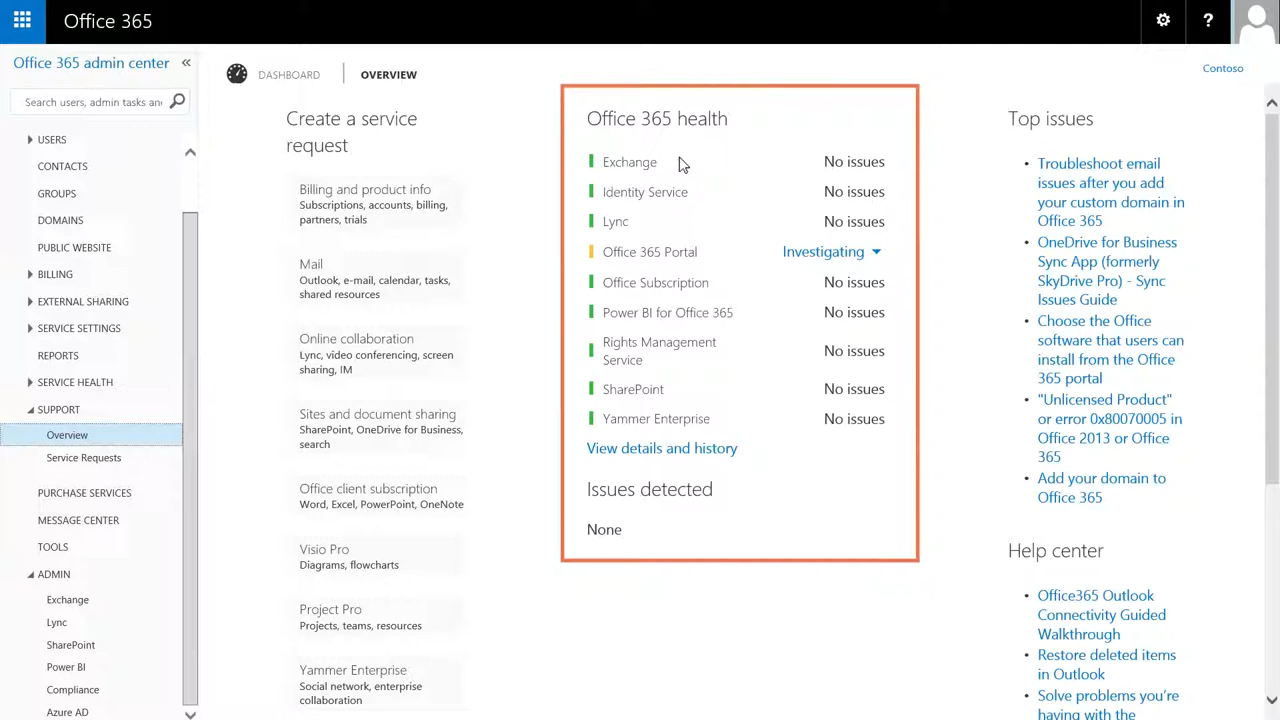 Office 365
?
Office 365 admin center «
Search users, admin tasks an
USERS
CONTACTS
GROUPS
DOMAINS
PUBLIC WEBSITE
BILLING
EXTERNAL SHARING
SERVICE SETTINGS
REPORTS
SERVICE HEALTH
SUPPORT
Overview
Service Requests
PURCHASE SERVICES
MESSAGE CENTER
TOOLS
ADMIN
Exchange
Lync
SharePoint
Power BI
Compliance
Azure AD
DASHBOARD
OVERVIEW
Contoso
Create a service
request
Billing and product info
Subscriptions, accounts, billing,
partners, trials
Mail
Outlook, e-mail, calendar, tasks,
shared resources
Online collaboration
Lync, video conferencing, screen
sharing, IM
Sites and document sharing
SharePoint, OneDrive for Business,
search
Office client subscription
Word, Excel, PowerPoint, OneNote
Visio Pro
Diagrams, flowcharts
Project Pro
Projects, teams, resources
Yammer Enterprise
Social network, enterprise
collaboration
Office 365 health
Exchange No issues
Identity Service No issues
Lync No issues
Office 365 Portal Investigating
Office Subscription No issues
Power BI for Office 365 No issues
Rights Management
Service No issues
SharePoint No issues
Yammer Enterprise No issues
View details and history
Issues detected
None
Top issues
• Troubleshoot email
issues after you add
your custom domain in
Office 365
• OneDrive for Business
Sync App (formerly
SkyDrive Pro) - Sync
Issues Guide
• Choose the Office
software that users can
install from the Office
365 portal
• "Unlicensed Product"
or error 0x80070005 in
Office 2013 or Office
365
• Add your domain to
Office 365
Help center
• Office365 Outlook
Connectivity Guided
Walkthrough
• Restore deleted items
in Outlook
• Solve problems you're
having with the